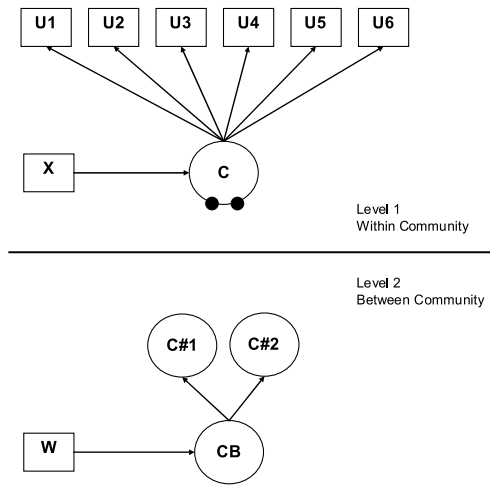 U1 U2 U3 U4 U5 U6
X
C
Level 1
Within Community
Level 2
Between Community
C#1 C#2
W
CB